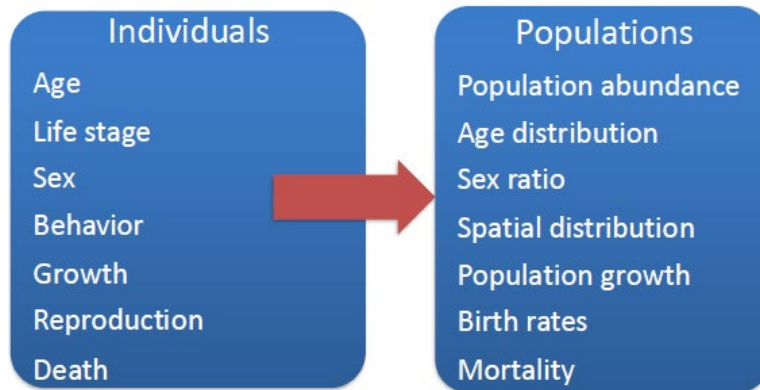 Individuals
Age
Life stage
Sex
Behavior
Growth
Reproduction
Death
Populations
Population abundance
Age distribution
Sex ratio
Spatial distribution
Population growth
Birth rates
Mortality